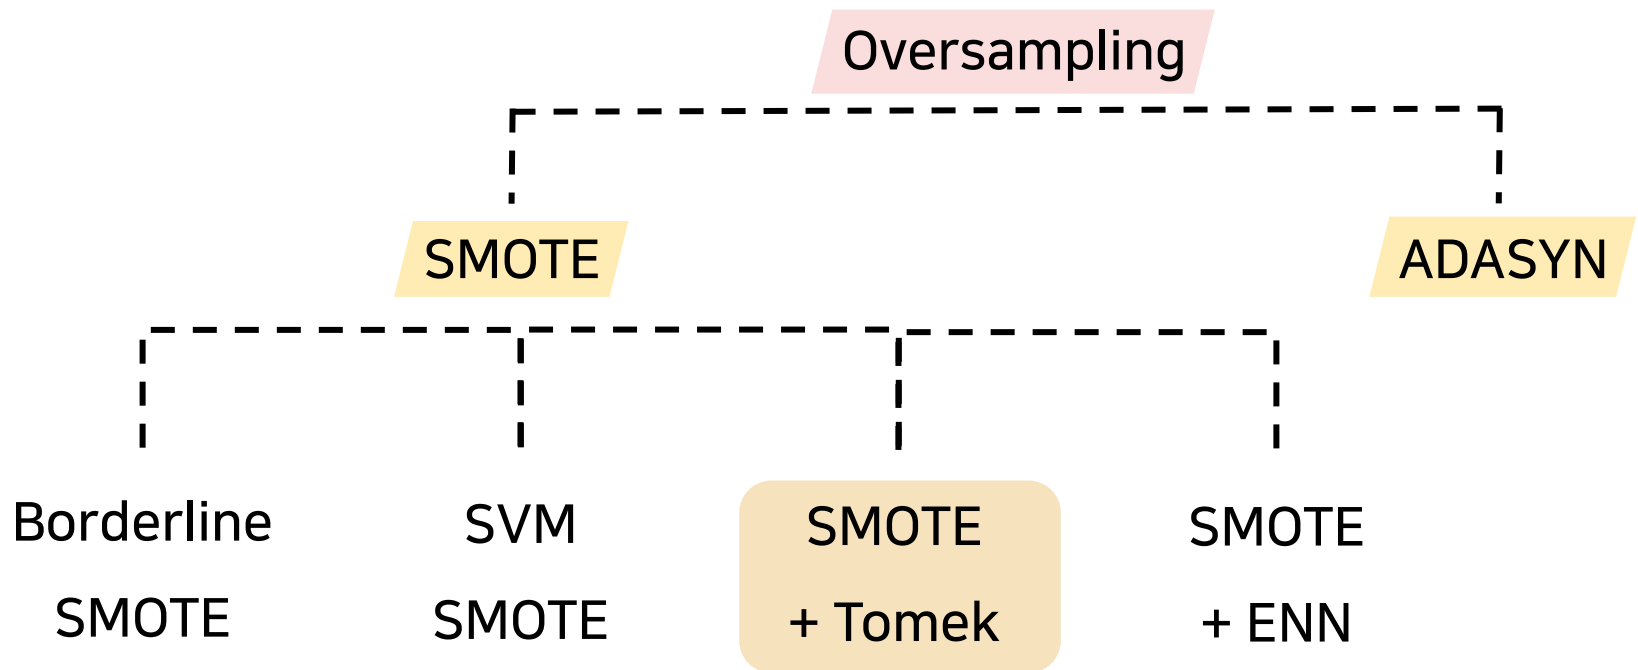 Oversampling
SMOTE
ADASYN
Borderline
SMOTE
SVM
SMOTE
SMOTE
+ Tomek
SMOTE
+ ENN